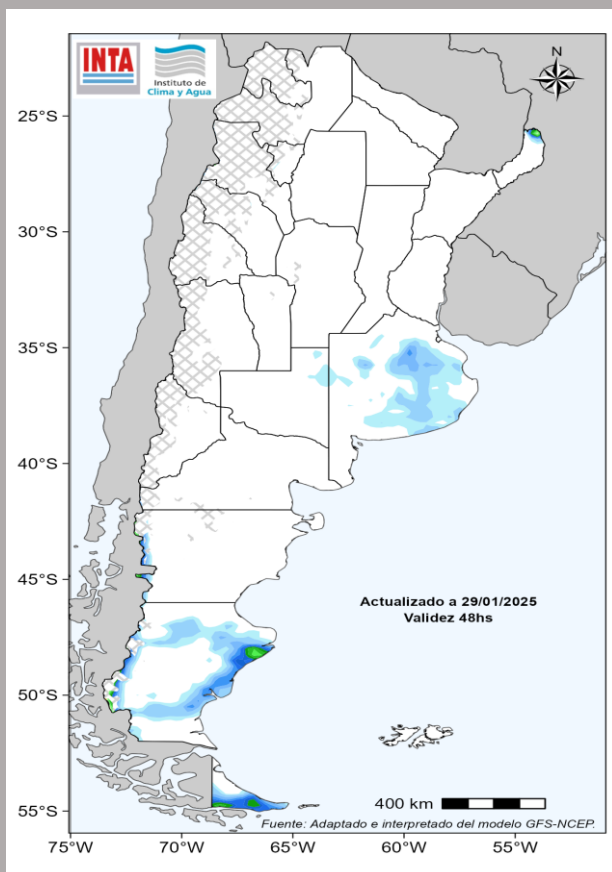 INTA
Instituto de
Clima y Agua
N
25°S
30°S
35°S
40°S
45°S
50°S
55°S
Actualizado a 29/01/2025
Validez 48hs
400 km
Fuente: Adaptado e interpretado del modelo GFS-NCEP.
75°W
70°W
65°W
60°W
55°W